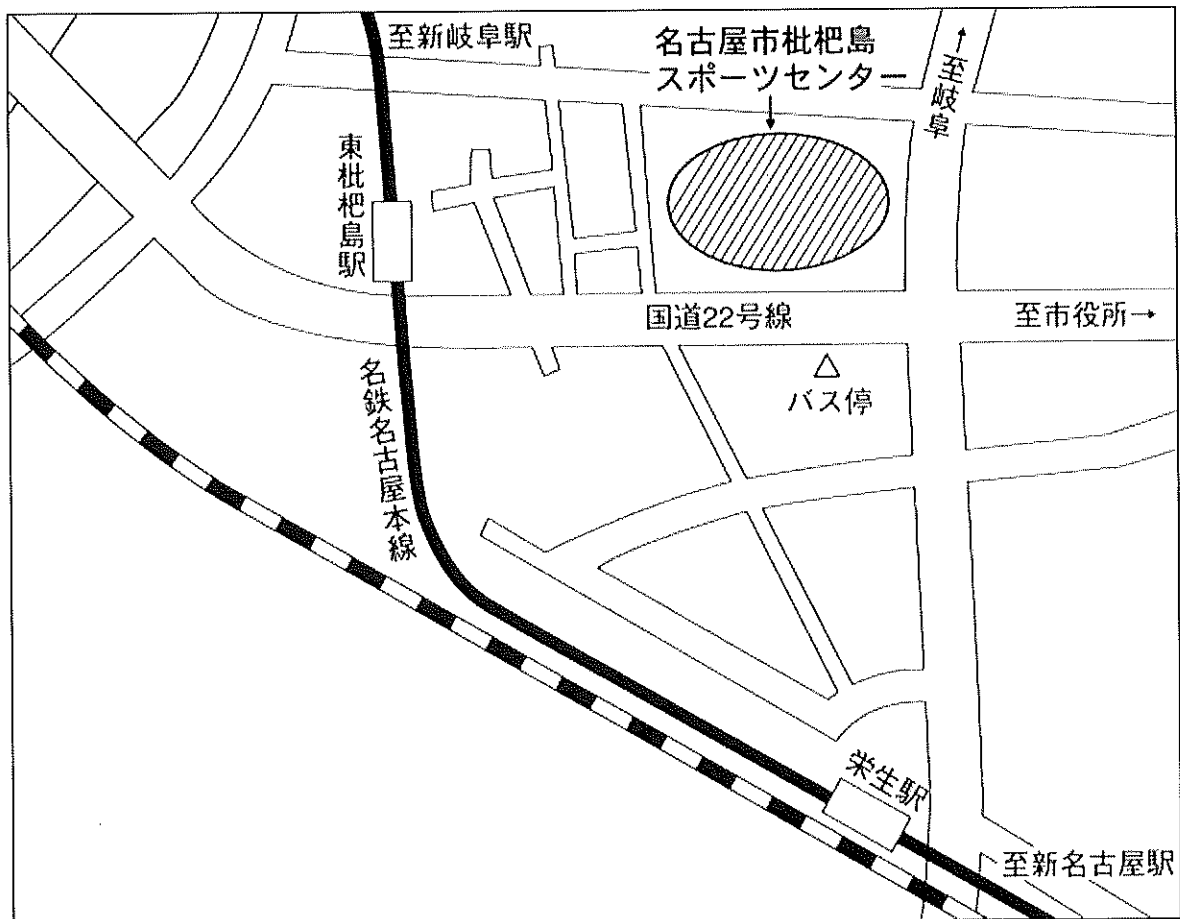 至新岐阜駅
名古屋市枇杷島
スポーツセンター
↑至岐阜
東枇杷島駅
国道22号線
至市役所→
△
バス停
名鉄名古屋本線
栄生駅
至新名古屋駅